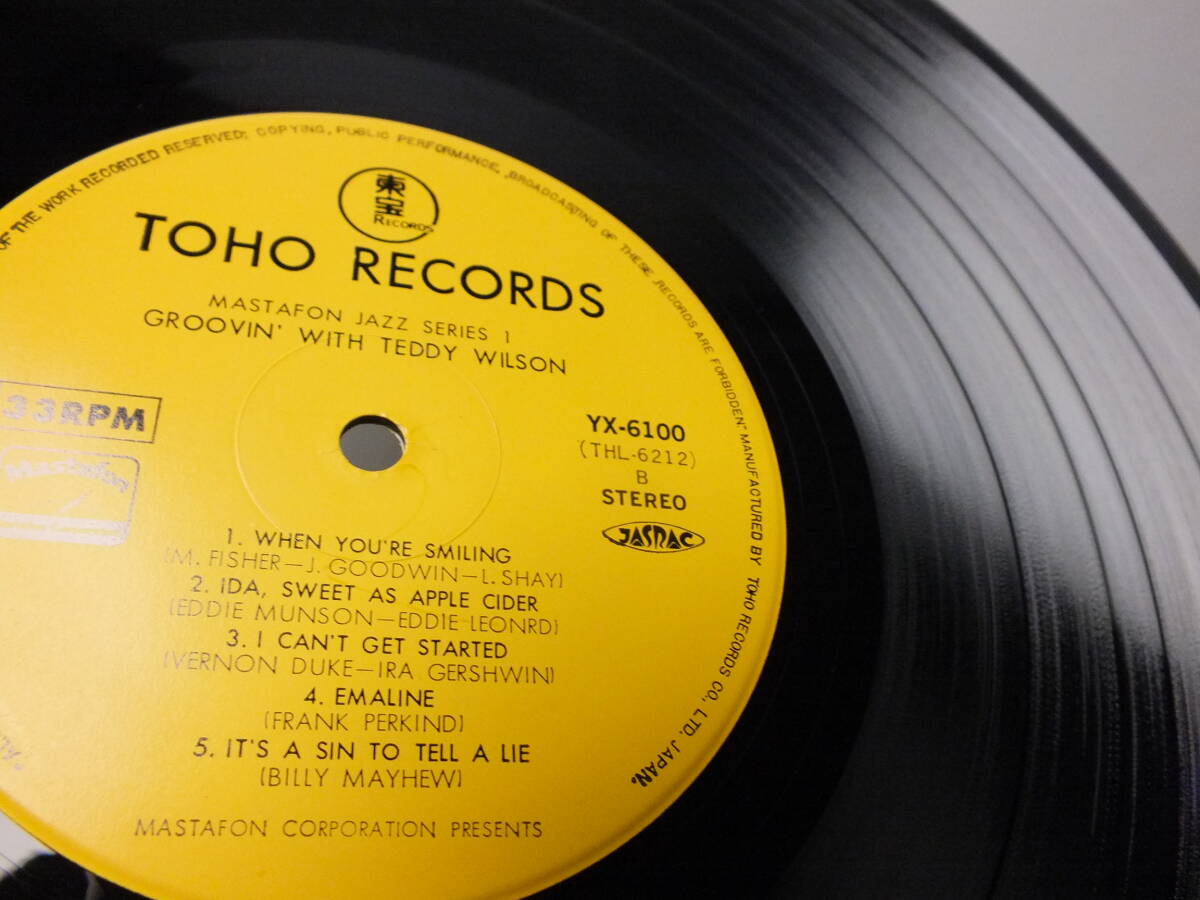 OF THE WORK RECORDED RESERVED; COPYING, PUBLIC PERFORMANCE, BROADCASTING OF THESE RECORDS ARE FORBIDDEN" MANUFACTURED BY TOHO RECORDS CO., LTD. JAPAN.
東宝
RECORDS
TOHO RECORDS
MASTAFON JAZZ SERIES 1
GROOVIN' WITH TEDDY WILSON
33RPM
Mastafon
YX-6100
(THL-6212)
B
STEREO
JASRAC
1. WHEN YOU'RE SMILING
(M. FISHER—J. GOODWIN—L. SHAY)
2. IDA, SWEET AS APPLE CIDER
(EDDIE MUNSON—EDDIE LEONRD)
3. I CAN'T GET STARTED
(VERNON DUKE—IRA GERSHWIN)
4. EMALINE
(FRANK PERKIND)
5. IT'S A SIN TO TELL A LIE
(BILLY MAYHEW)
MASTAFON CORPORATION PRESENTS